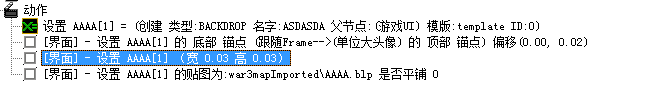 动作
设置 AAAA[1] = (创建 类型:BACKDROP 名字:ASDASDA 父节点:(游戏UI) 模版:template ID:0)
[界面] - 设置 AAAA[1] 的 底部 锚点 (跟随Frame-->(单位大头像) 的 顶部 锚点) 偏移(0.00, 0.02)
[界面] - 设置 AAAA[1] (宽 0.03 高 0.03)
[界面] - 设置 AAAA[1] 的贴图为:war3mapImported\AAAA.blp 是否平铺 0